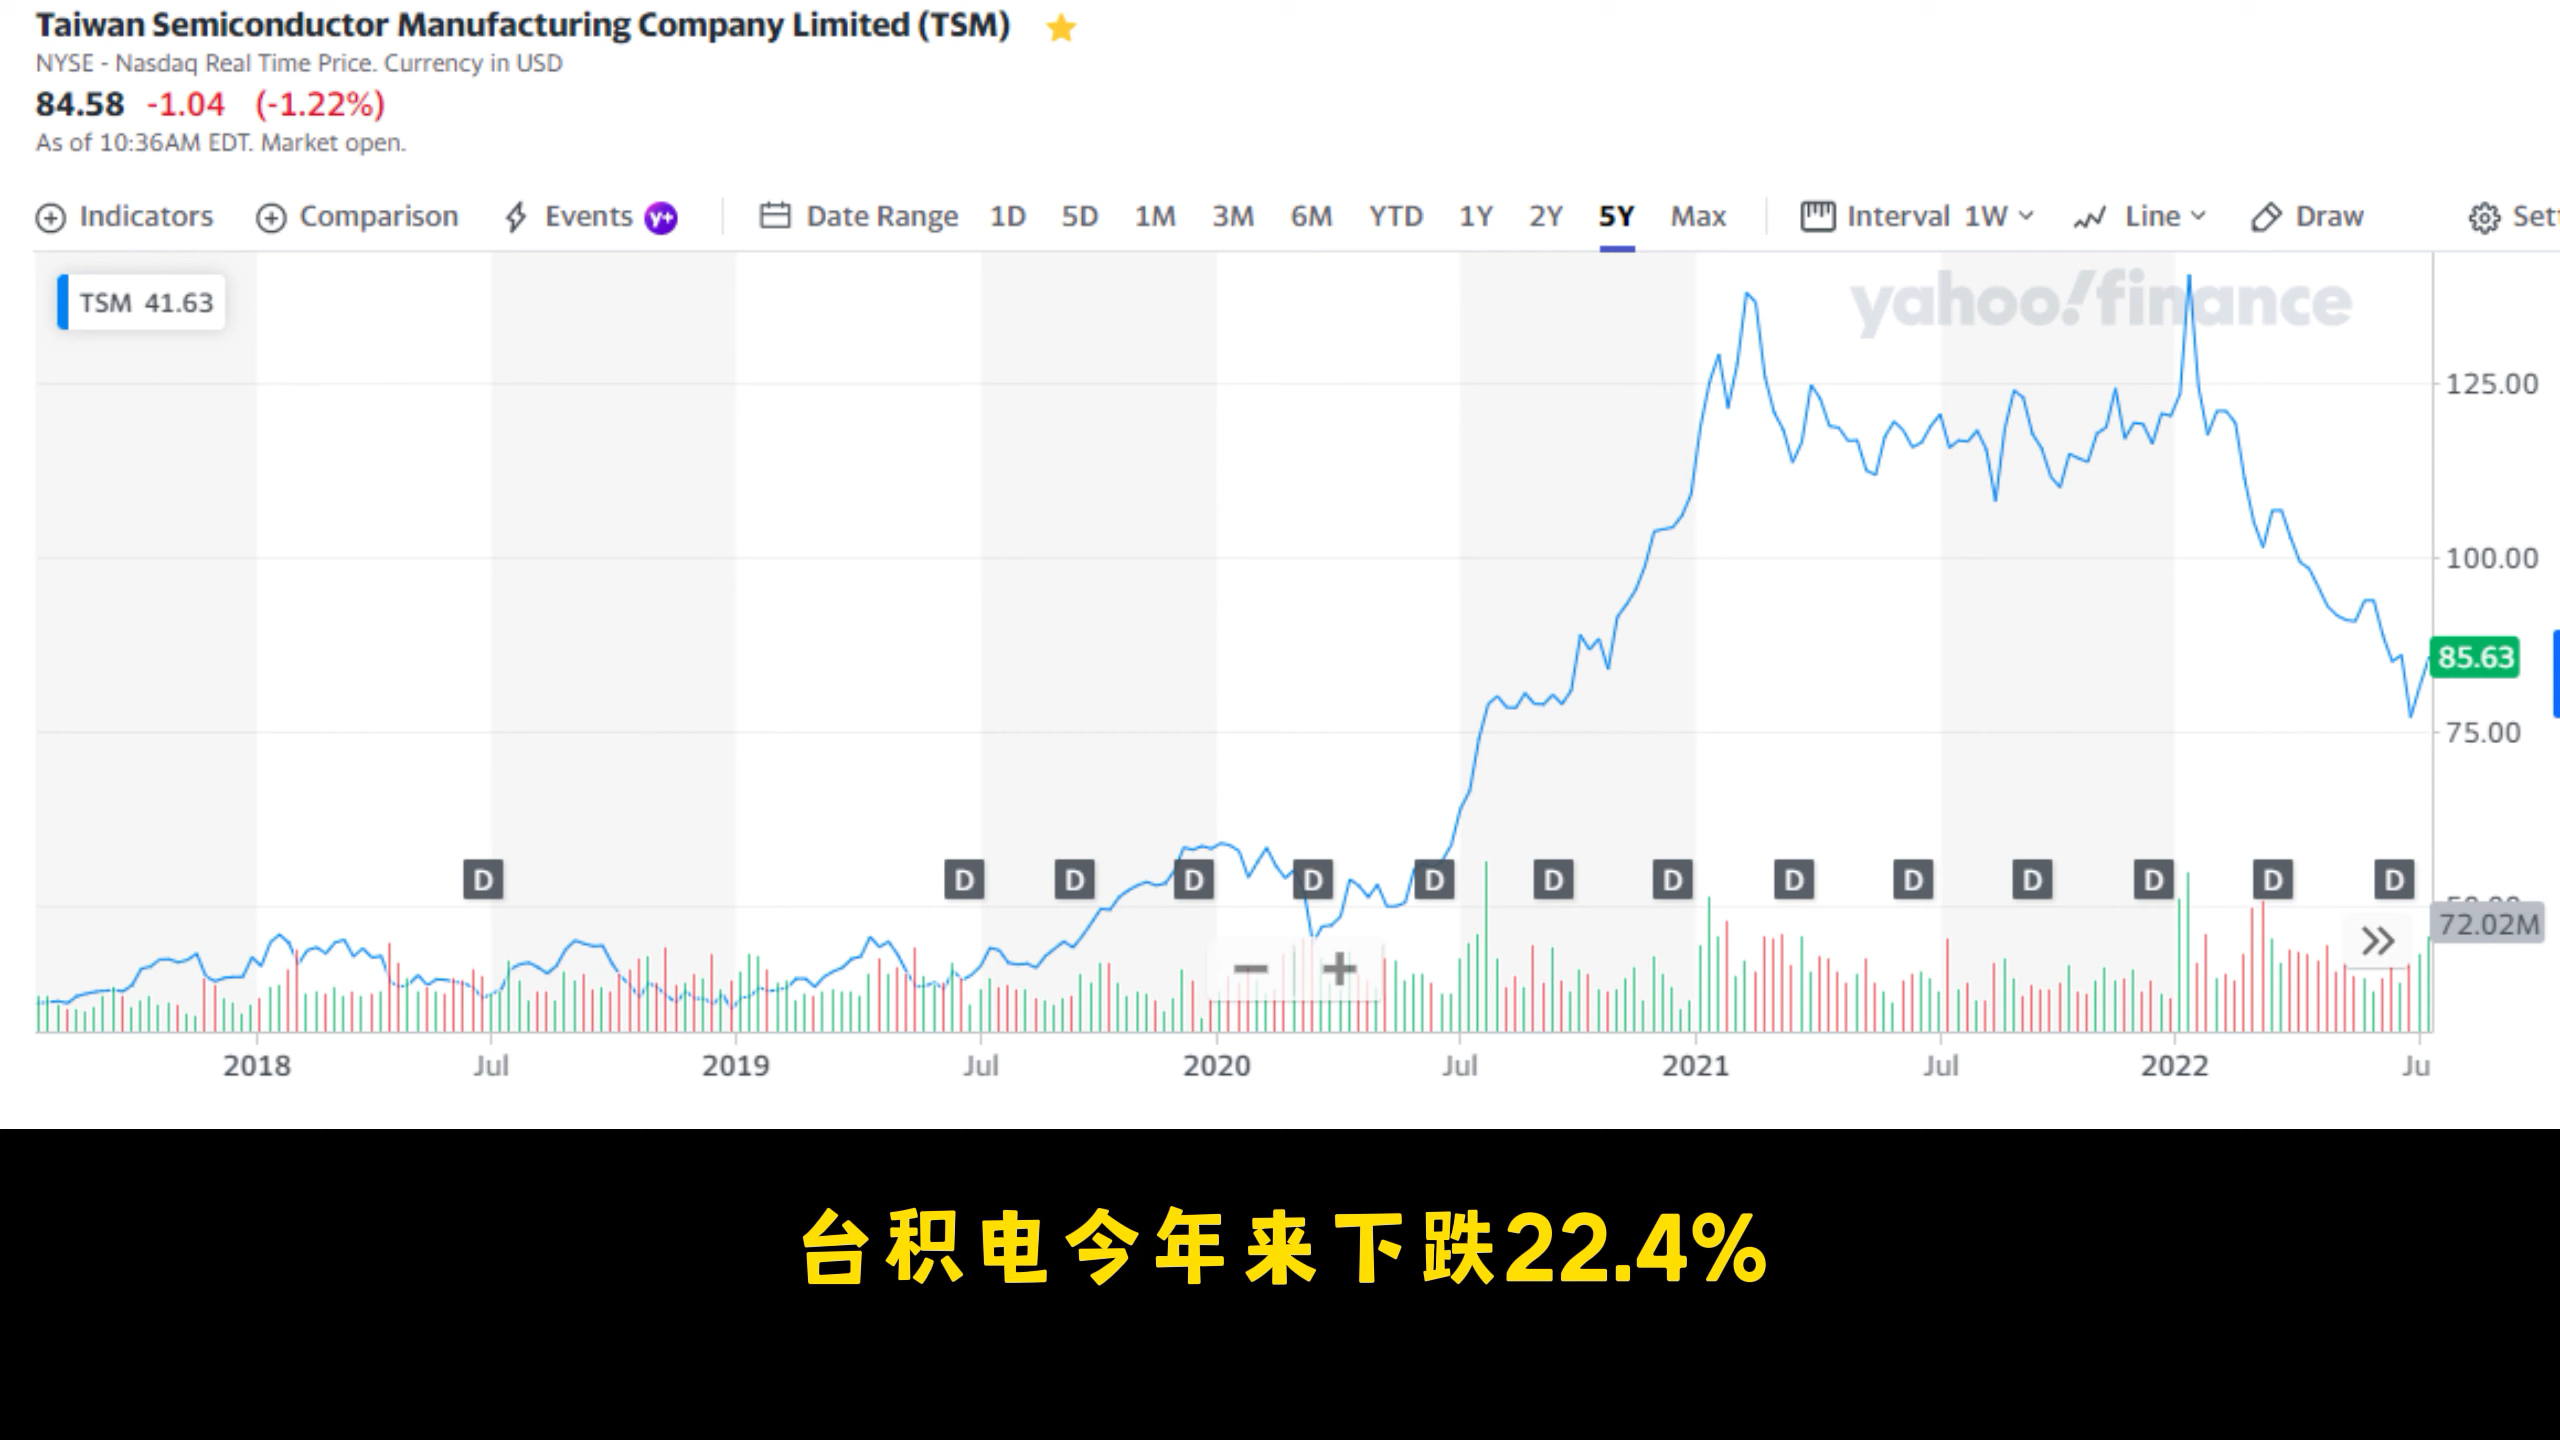 Taiwan Semiconductor Manufacturing Company Limited (TSM)
NYSE - Nasdaq Real Time Price. Currency in USD
84.58 -1.04 (-1.22%)
As of 10:36AM EDT. Market open.
Indicators Comparison Events Y+ Date Range 1D 5D 1M 3M 6M YTD 1Y 2Y 5Y Max Interval 1W Line Draw Sett
TSM 41.63
yahoo!finance
125.00
100.00
85.63
75.00
D D D D D D D D D D D D D D
72.02M
2018 Jul 2019 Jul 2020 Jul 2021 Jul 2022 Ju
台积电今年来下跌22.4%